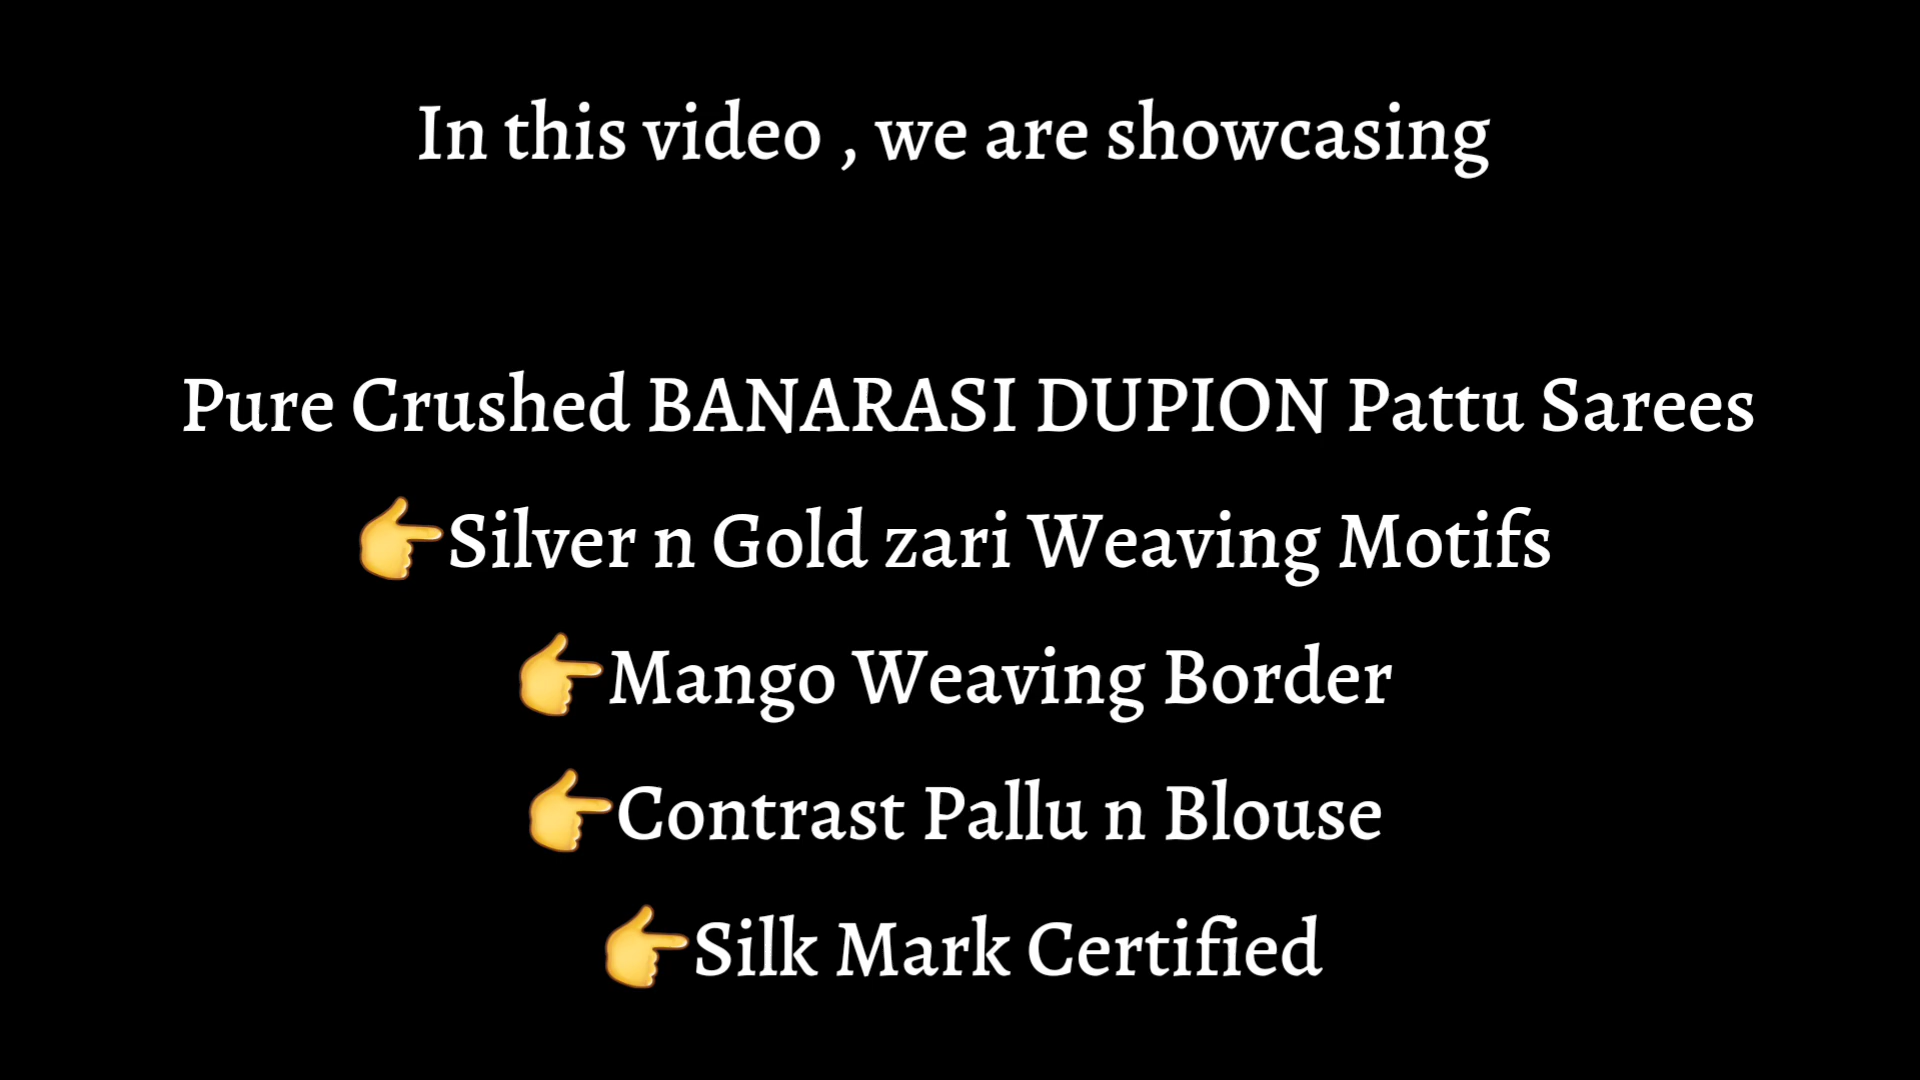 In this video , we are showcasing
Pure Crushed BANARASI DUPION Pattu Sarees
👉Silver n Gold zari Weaving Motifs
👉Mango Weaving Border
👉Contrast Pallu n Blouse
👉Silk Mark Certified